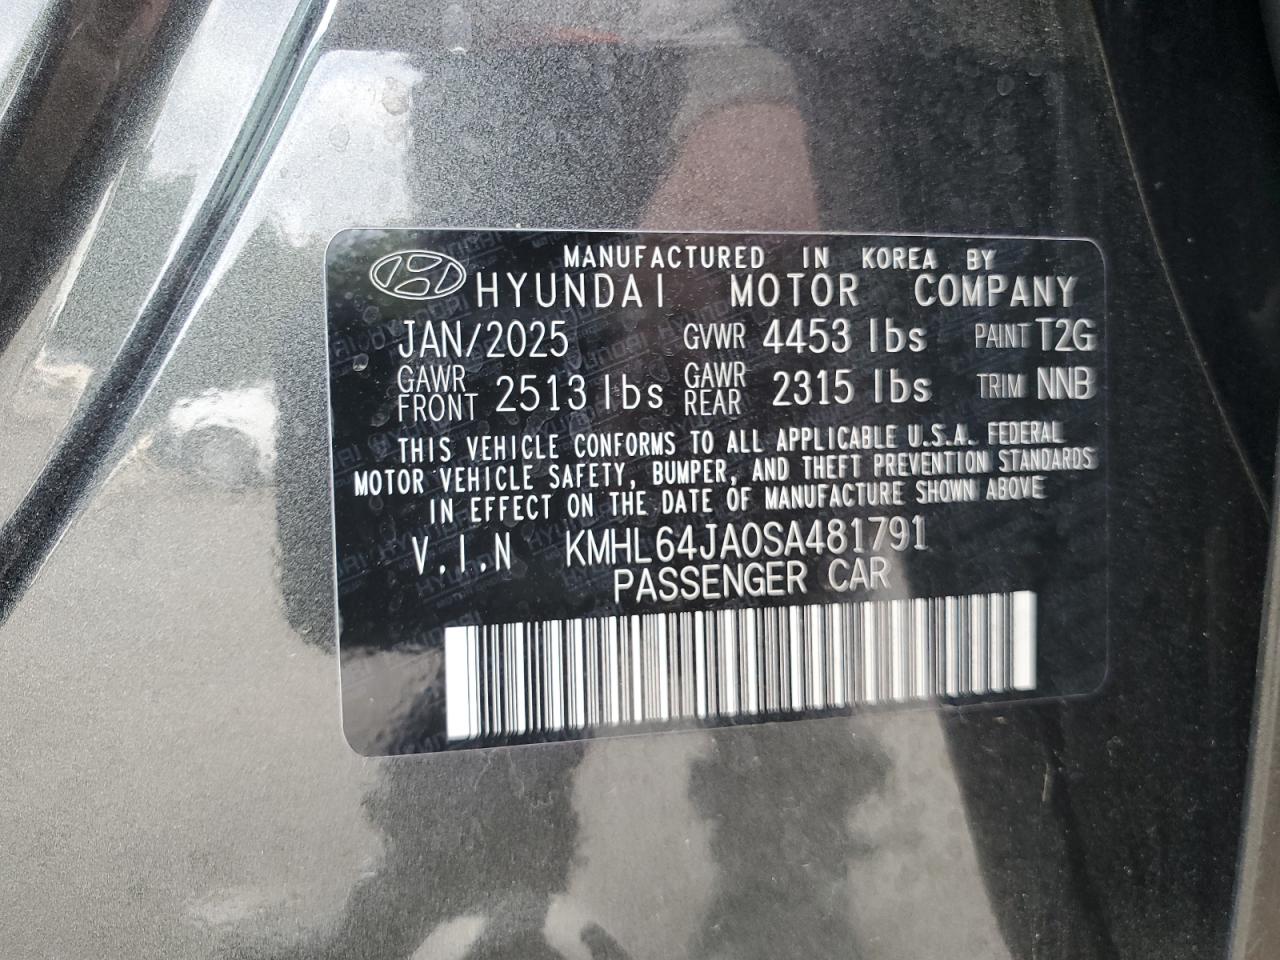 MANUFACTURED IN KOREA BY
HYUNDAI MOTOR COMPANY
JAN/2025 GVWR 4453 lbs PAINT T2G
GAWR FRONT 2513 lbs GAWR REAR 2315 lbs TRIM NNB
THIS VEHICLE CONFORMS TO ALL APPLICABLE U.S.A. FEDERAL
MOTOR VEHICLE SAFETY, BUMPER, AND THEFT PREVENTION STANDARDS
IN EFFECT ON THE DATE OF MANUFACTURE SHOWN ABOVE
V.I.N KMHL64JA0SA481791
PASSENGER CAR